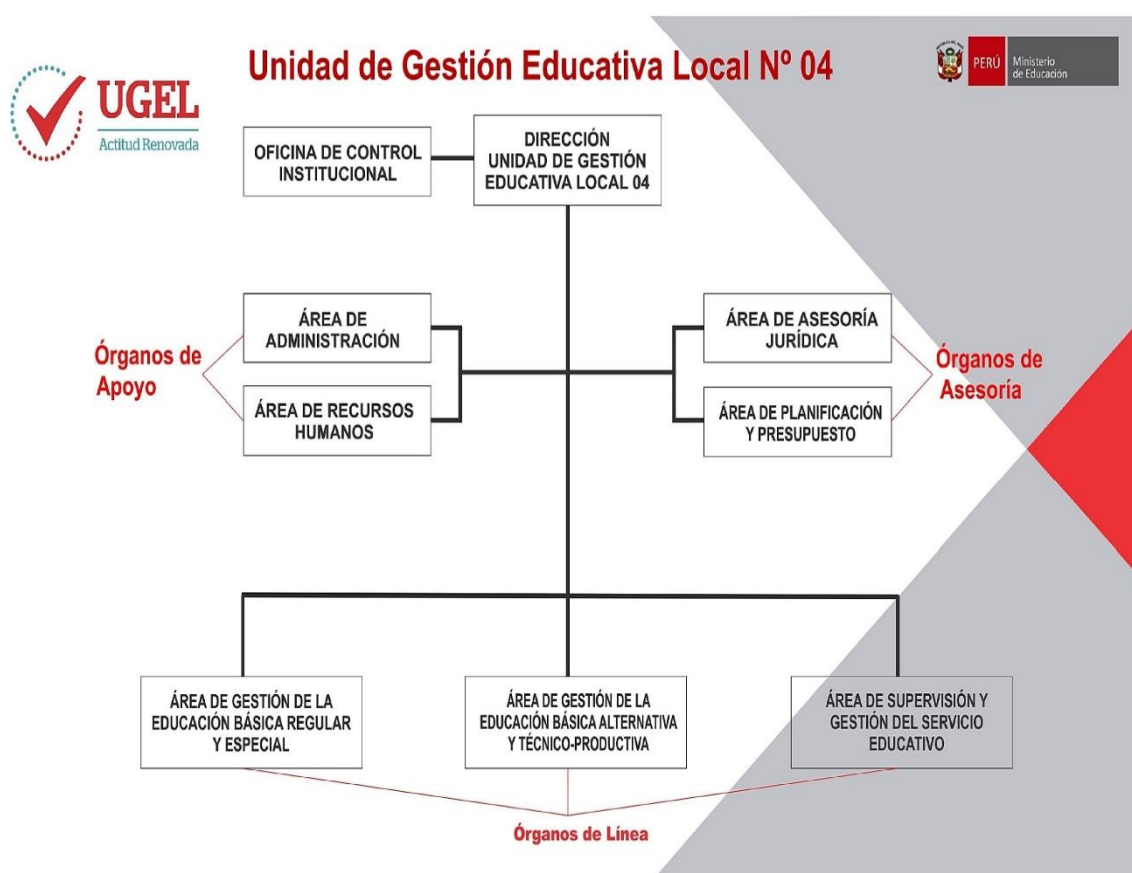 Unidad de Gestión Educativa Local Nº 04
UGEL
Actitud Renovada
PERÚ
Ministerio
de Educación
OFICINA DE CONTROL
INSTITUCIONAL
DIRECCIÓN
UNIDAD DE GESTIÓN
EDUCATIVA LOCAL 04
Órganos de
Apoyo
ÁREA DE
ADMINISTRACIÓN
ÁREA DE RECURSOS
HUMANOS
ÁREA DE ASESORÍA
JURÍDICA
ÁREA DE PLANIFICACIÓN
Y PRESUPUESTO
Órganos de
Asesoría
ÁREA DE GESTIÓN DE LA
EDUCACIÓN BÁSICA REGULAR
Y ESPECIAL
ÁREA DE GESTIÓN DE LA
EDUCACIÓN BÁSICA ALTERNATIVA
Y TÉCNICO-PRODUCTIVA
ÁREA DE SUPERVISIÓN Y
GESTIÓN DEL SERVICIO
EDUCATIVO
Órganos de Línea